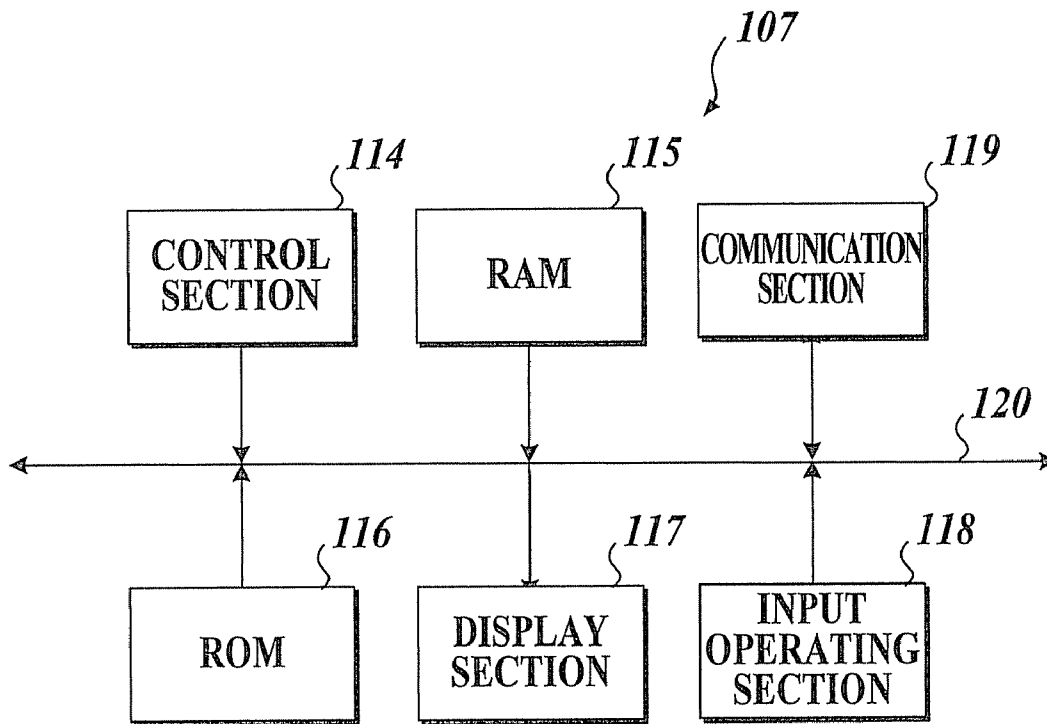 107
114
115
119
CONTROL
SECTION
RAM
COMMUNICATION
SECTION
120
116
117
118
ROM
DISPLAY
SECTION
INPUT
OPERATING
SECTION